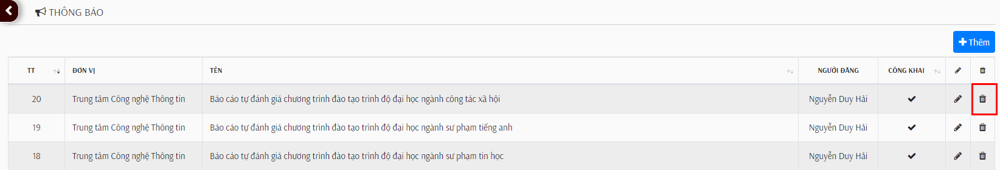 THÔNG BÁO
Thêm
TT ĐƠN VỊ TÊN NGƯỜI ĐĂNG CÔNG KHAI
20 Trung tâm Công nghệ Thông tin Báo cáo tự đánh giá chương trình đào tạo trình độ đại học ngành công tác xã hội Nguyễn Duy Hải
19 Trung tâm Công nghệ Thông tin Báo cáo tự đánh giá chương trình đào tạo trình độ đại học ngành sư phạm tiếng anh Nguyễn Duy Hải
18 Trung tâm Công nghệ Thông tin Báo cáo tự đánh giá chương trình đào tạo trình độ đại học ngành sư phạm tin học Nguyễn Duy Hải